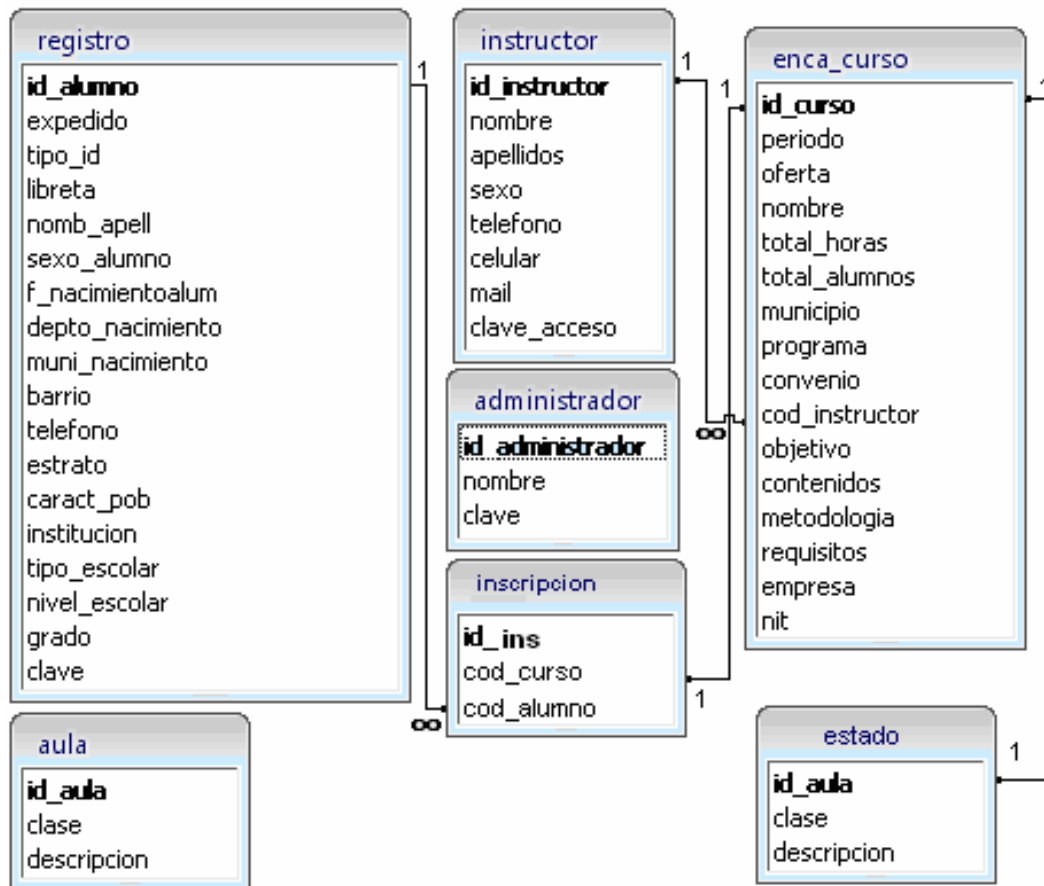 registro
id_alumno
expedido
tipo_id
libreta
nomb_apell
sexo_alumno
f_nacimientoalum
depto_nacimiento
muni_nacimiento
barrio
telefono
estrato
caract_pob
institucion
tipo_escolar
nivel_escolar
grado
clave
1
∞
instructor
id_instructor
nombre
apellidos
sexo
telefono
celular
mail
clave_acceso
1
∞
administrador
id_administrador
nombre
clave
inscripcion
id_ins
cod_curso
cod_alumno
1
enca_curso
id_curso
periodo
oferta
nombre
total_horas
total_alumnos
municipio
programa
convenio
cod_instructor
objetivo
contenidos
metodologia
requisitos
empresa
nit
1
1
aula
id_aula
clase
descripcion
estado
id_aula
clase
descripcion
1